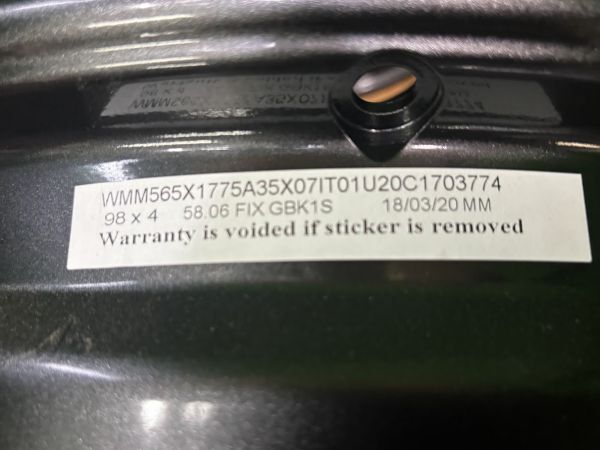 WMM565X1775A35X07IT01U20C1703774
98 x 4 58.06 FIX GBK1S 18/03/20 MM
Warranty is voided if sticker is removed